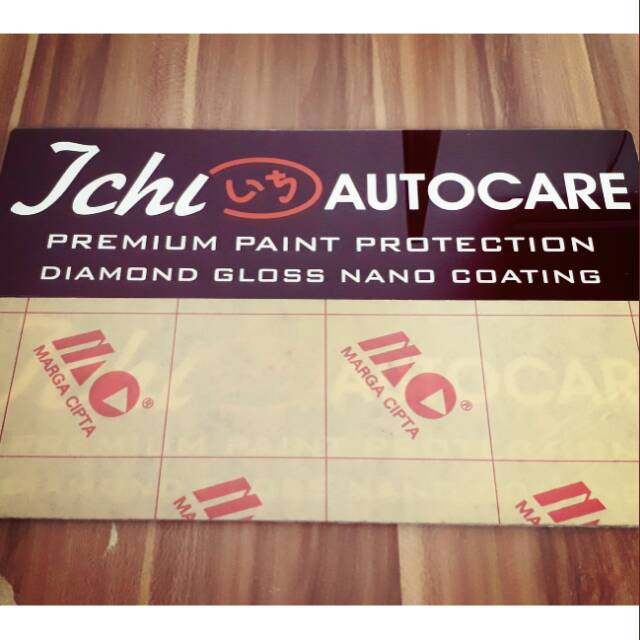 Ichi いち AUTOCARE
PREMIUM PAINT PROTECTION
DIAMOND GLOSS NANO COATING
MARGA CIPTA ®
MARGA CIPTA ®